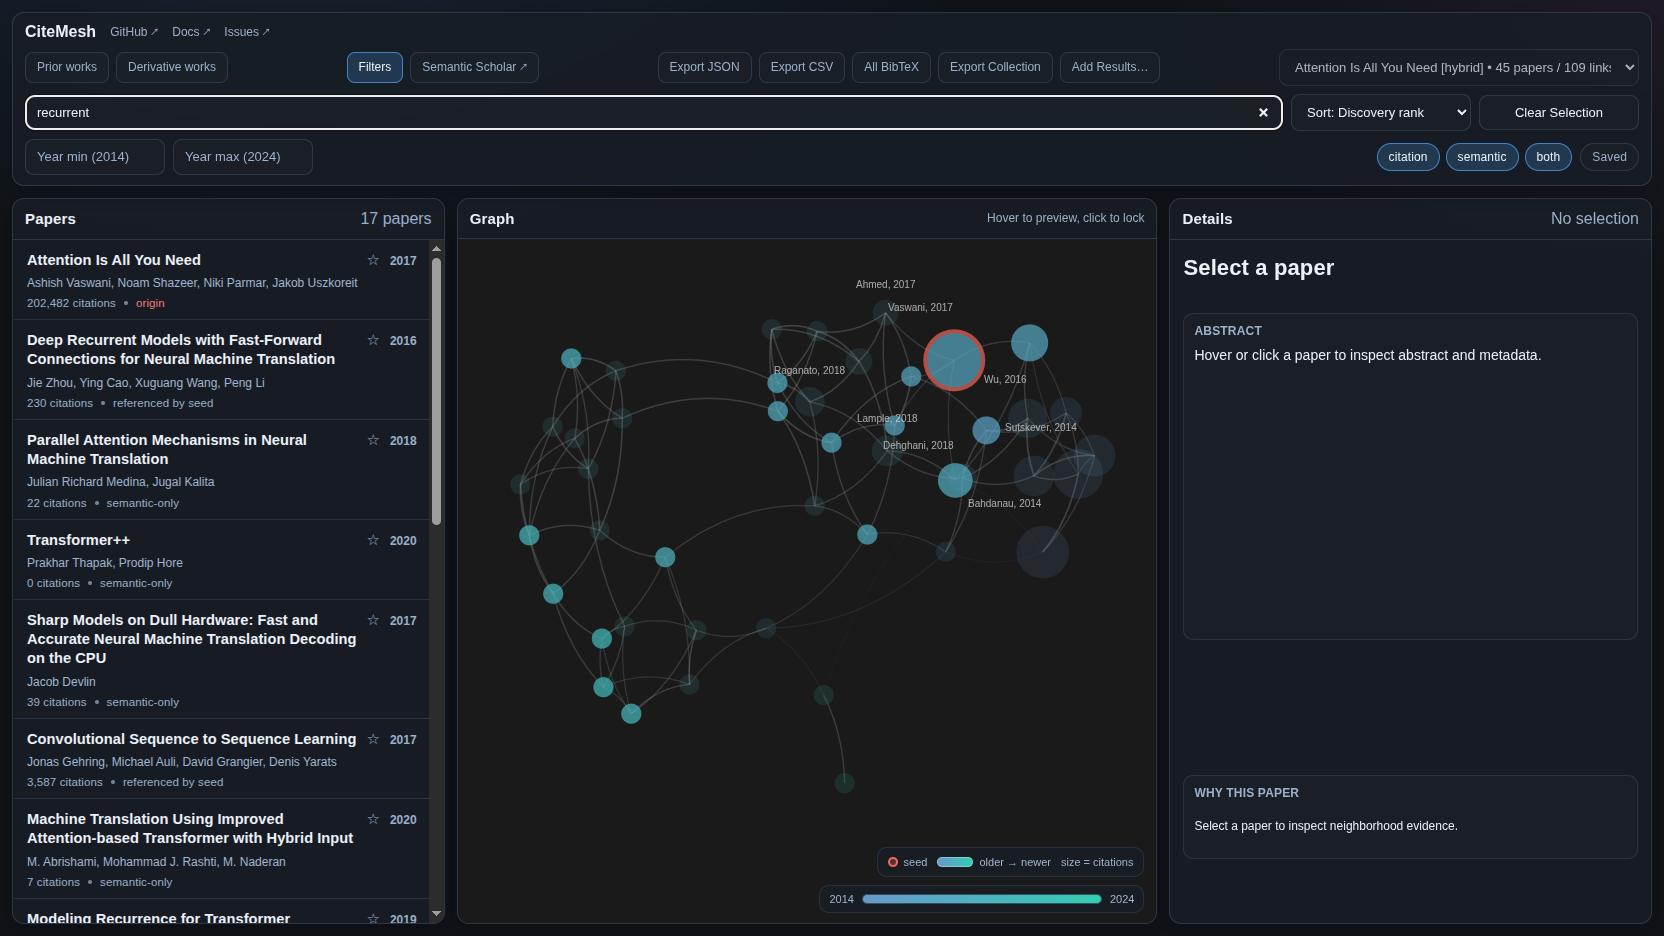 CiteMesh GitHub ↗ Docs ↗ Issues ↗
Prior works Derivative works Filters Semantic Scholar ↗ Export JSON Export CSV All BibTeX Export Collection Add Results… Attention Is All You Need [hybrid] • 45 papers / 109 links
recurrent × Sort: Discovery rank Clear Selection
Year min (2014) Year max (2024) citation semantic both Saved
Papers 17 papers
Attention Is All You Need ☆ 2017
Ashish Vaswani, Noam Shazeer, Niki Parmar, Jakob Uszkoreit
202,482 citations • origin
Deep Recurrent Models with Fast-Forward ☆ 2016
Connections for Neural Machine Translation
Jie Zhou, Ying Cao, Xuguang Wang, Peng Li
230 citations • referenced by seed
Parallel Attention Mechanisms in Neural ☆ 2018
Machine Translation
Julian Richard Medina, Jugal Kalita
22 citations • semantic-only
Transformer++ ☆ 2020
Prakhar Thapak, Prodip Hore
0 citations • semantic-only
Sharp Models on Dull Hardware: Fast and ☆ 2017
Accurate Neural Machine Translation Decoding
on the CPU
Jacob Devlin
39 citations • semantic-only
Convolutional Sequence to Sequence Learning ☆ 2017
Jonas Gehring, Michael Auli, David Grangier, Denis Yarats
3,587 citations • referenced by seed
Machine Translation Using Improved ☆ 2020
Attention-based Transformer with Hybrid Input
M. Abrishami, Mohammad J. Rashti, M. Naderan
7 citations • semantic-only
Modeling Recurrence for Transformer ☆ 2019
Graph Hover to preview, click to lock
Ahmed, 2017
Vaswani, 2017
Raganato, 2018
Wu, 2016
Lample, 2018
Sutskever, 2014
Dehghani, 2018
Bahdanau, 2014
seed older → newer size = citations
2014 2024
Details No selection
Select a paper
ABSTRACT
Hover or click a paper to inspect abstract and metadata.
WHY THIS PAPER
Select a paper to inspect neighborhood evidence.